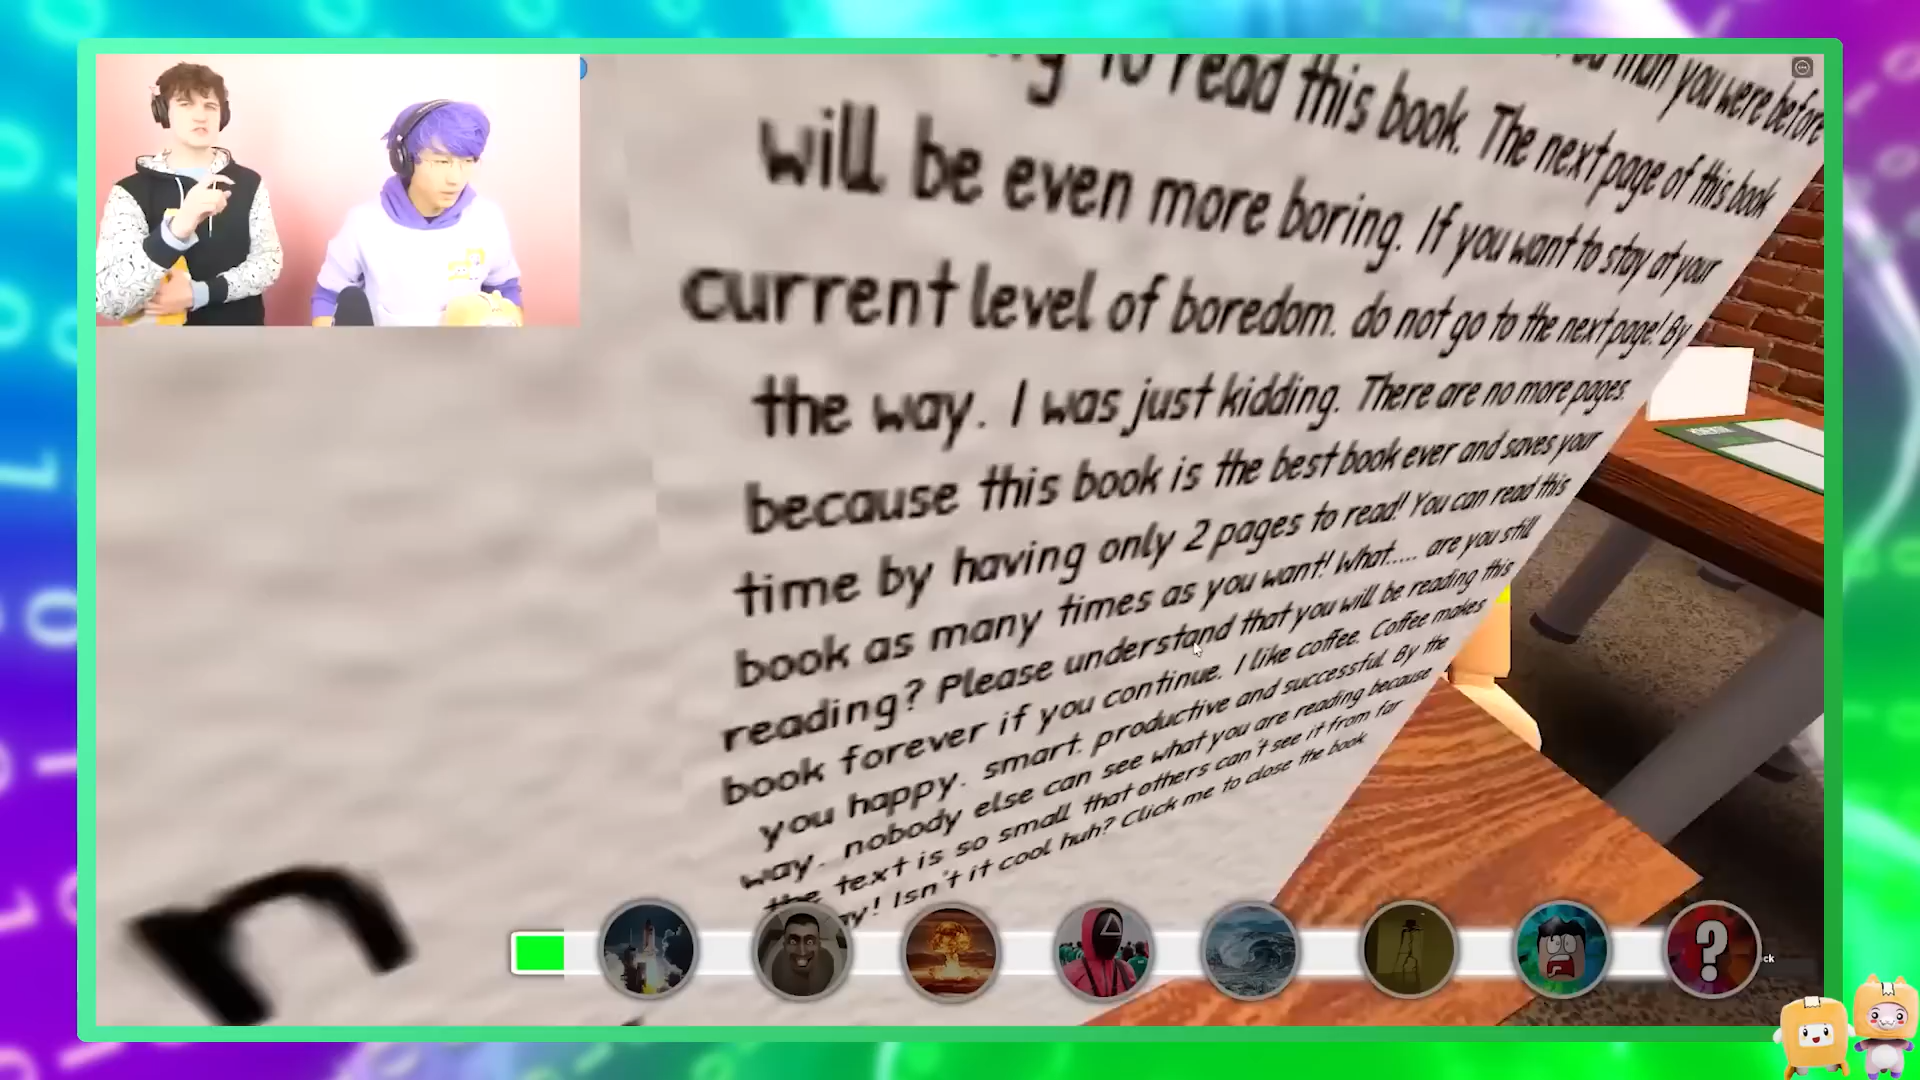 to read this book. The next page of this book
man you were before
will be even more boring. If you want to stay at your
current level of boredom. do not go to the next page! By
the way. I was just kidding. There are no more pages.
because this book is the best book ever and saves your
time by having only 2 pages to read! You can read this
book as many times as you want! What..... are you still
reading? Please understand that you will be reading this
book forever if you continue. I like coffee. Coffee makes
you happy. smart. productive and successful. By the
way. nobody else can see what you are reading because
the text is so small that others can't see it from far
! Isn't it cool huh? Click me to close the book
n
?
ck